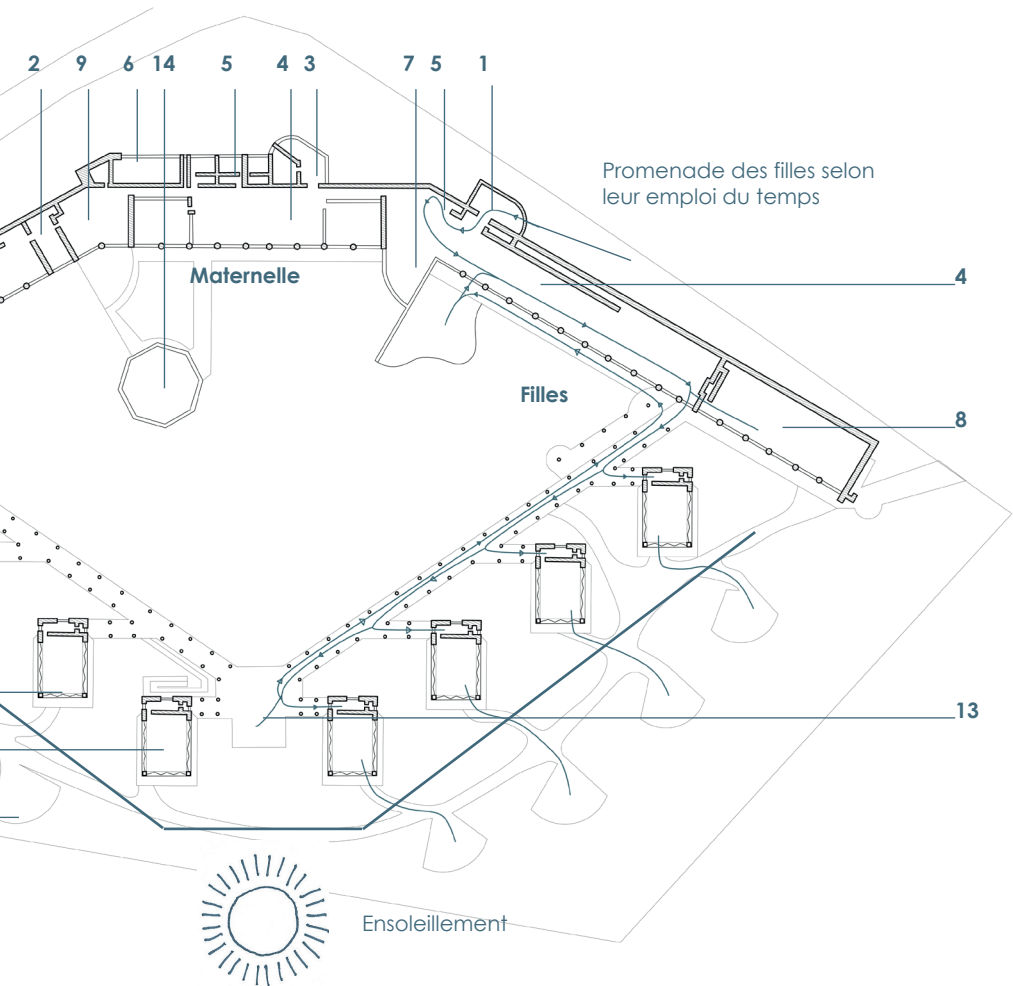 2 9 6 14 5 4 3 7 5 1
Promenade des filles selon
leur emploi du temps
Maternelle
4
Filles
8
13
Ensoleillement